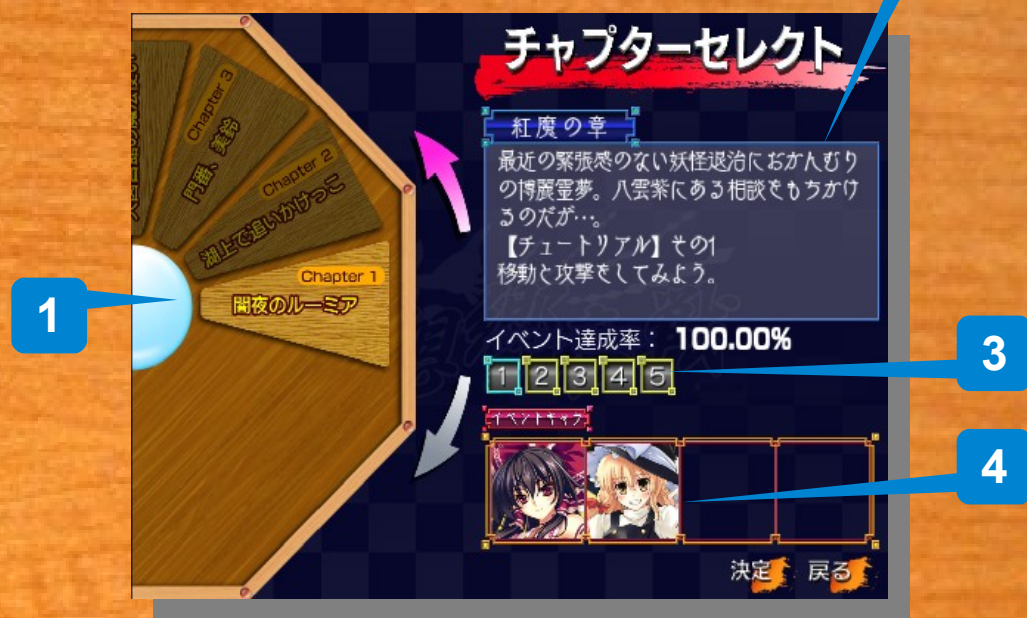 チャプターセレクト
紅魔の章
最近の緊張感のない妖怪退治におかんむり
の博麗霊夢。八雲紫にある相談をもちかけ
るのだが…。
【チュートリアル】その1
移動と攻撃をしてみよう。
イベント達成率： 100.00%
1 2 3 4 5
イベントキャラ
決定 戻る
Chapter 3
門番、美鈴
Chapter 2
湖上で追いかけっこ
Chapter 1
闇夜のルーミア
1
3
4